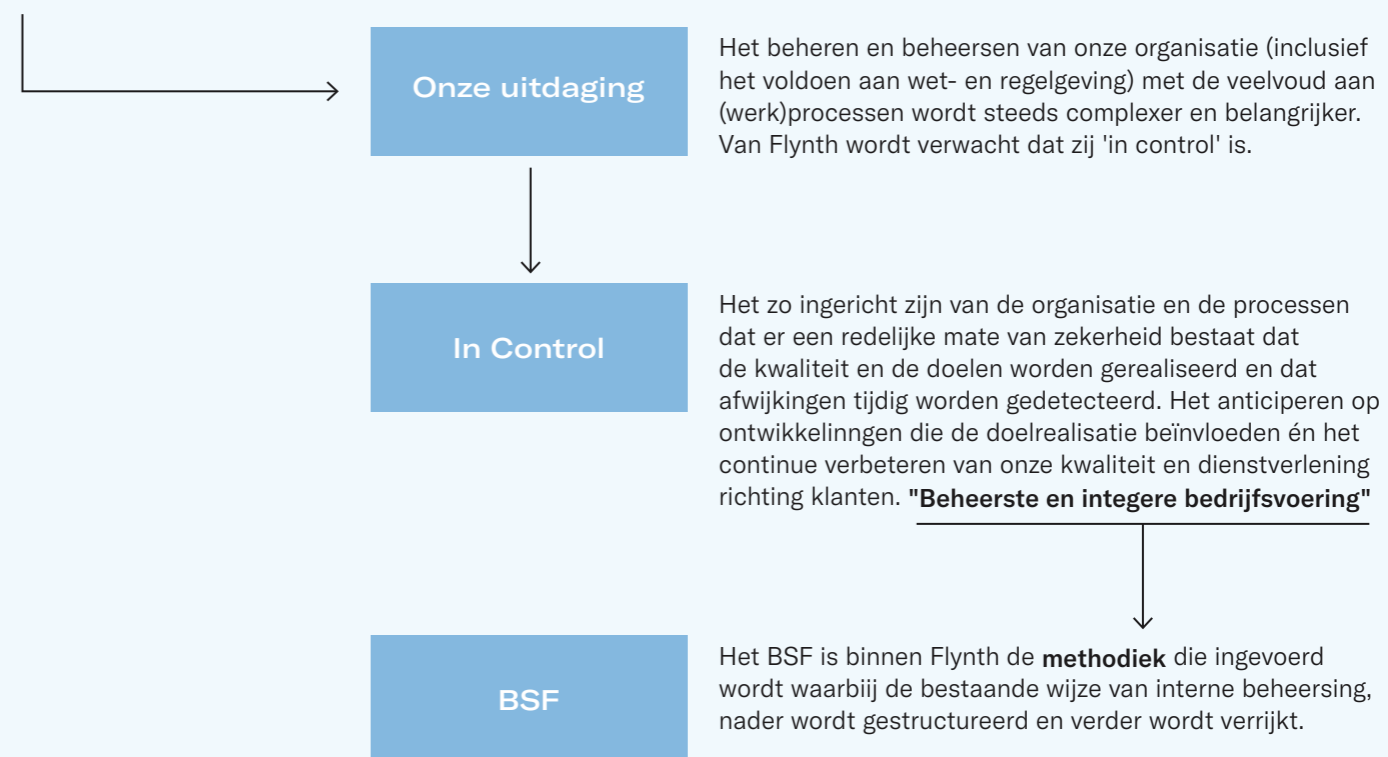 Onze uitdaging
Het beheren en beheersen van onze organisatie (inclusief
het voldoen aan wet- en regelgeving) met de veelvoud aan
(werk)processen wordt steeds complexer en belangrijker.
Van Flynth wordt verwacht dat zij 'in control' is.
In Control
Het zo ingericht zijn van de organisatie en de processen
dat er een redelijke mate van zekerheid bestaat dat
de kwaliteit en de doelen worden gerealiseerd en dat
afwijkingen tijdig worden gedetecteerd. Het anticiperen op
ontwikkelinngen die de doelrealisatie beïnvloeden én het
continue verbeteren van onze kwaliteit en dienstverlening
richting klanten. "Beheerste en integere bedrijfsvoering"
BSF
Het BSF is binnen Flynth de methodiek die ingevoerd
wordt waarbiij de bestaande wijze van interne beheersing,
nader wordt gestructureerd en verder wordt verrijkt.